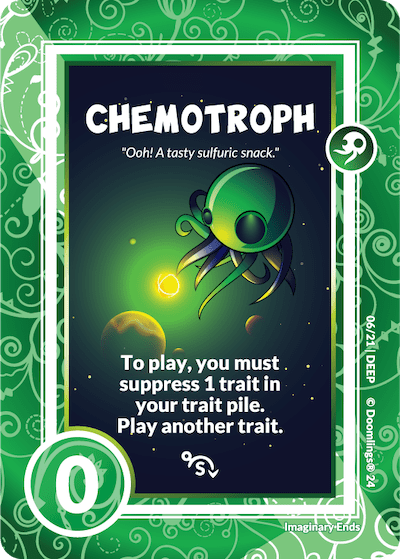 CHEMOTROPH
"Ooh! A tasty sulfuric snack."
To play, you must
suppress 1 trait in
your trait pile.
Play another trait.
S
0
06/21 | DEEP © Doomlings® 24
Imaginary Ends